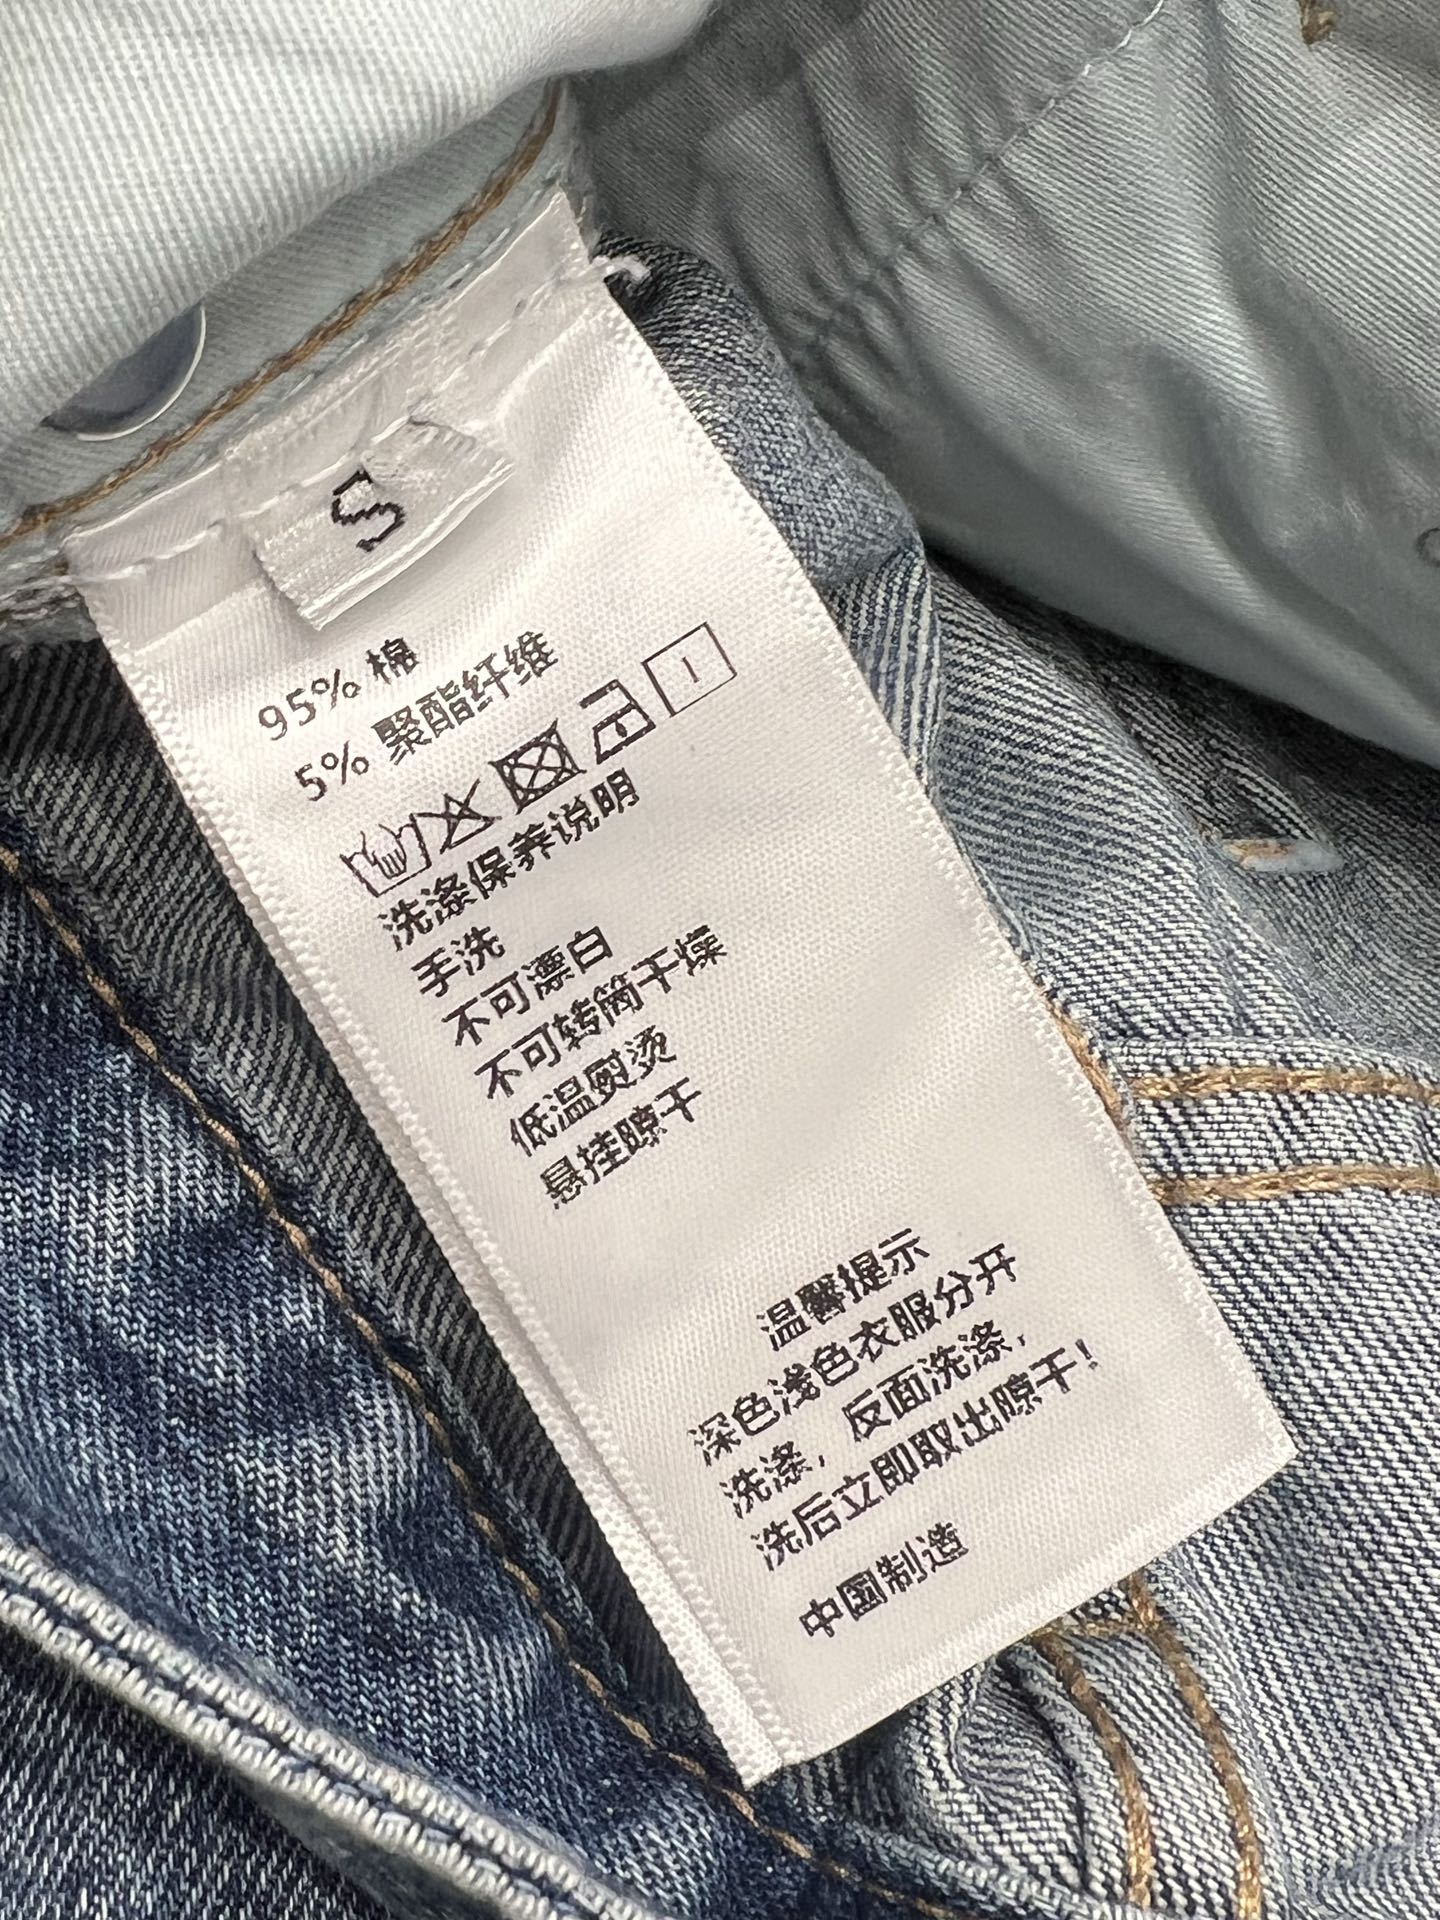 S
95% 棉
5% 聚酯纤维
洗涤保养说明
手洗
不可漂白
不可转筒干燥
低温熨烫
悬挂晾干
温馨提示
深色浅色衣服分开
洗涤，反面洗涤，
洗后立即取出晾干！
中国制造